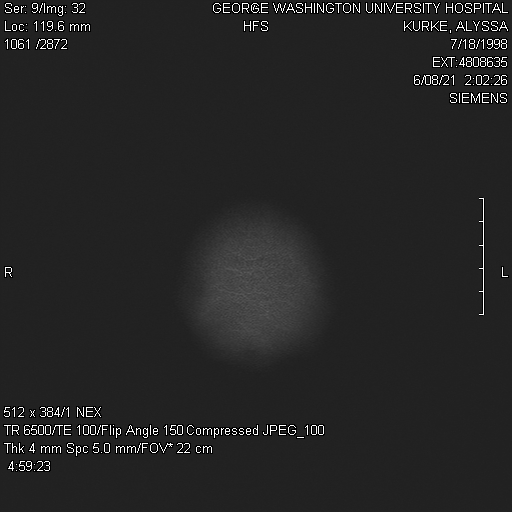 Ser: 9/Img: 32
Loc: 119.6 mm
1061 /2872
GEORGE WASHINGTON UNIVERSITY HOSPITAL
HFS
KURKE, ALYSSA
7/18/1998
EXT:4808635
6/08/21 2:02:26
SIEMENS
R
L
512 x 384/1 NEX
TR 6500/TE 100/Flip Angle 150 Compressed JPEG_100
Thk 4 mm Spc 5.0 mm/FOV* 22 cm
4:59:23